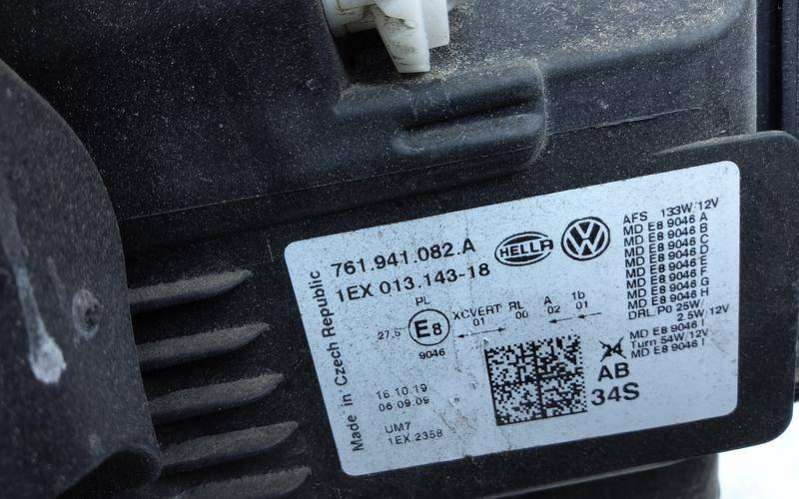 Made in Czech Republic
761.941.082.A
1EX 013.143-18
HELLA
VW
PL
E8
9046
XCVERT RL A 1b
01 00 02 01
16.10.19
06.09.09
UM7
1EX.2358
AFS 133W/12V
MD E8 9046 A
MD E8 9046 B
MD E8 9046 C
MD E8 9046 D
MD E8 9046 E
MD E8 9046 F
MD E8 9046 G
MD E8 9046 H
DRL.P0 25W/
2.5W/12V
MD E8 9046 I
Turn 54W/12V
MD E8 9046 I
AB
34S